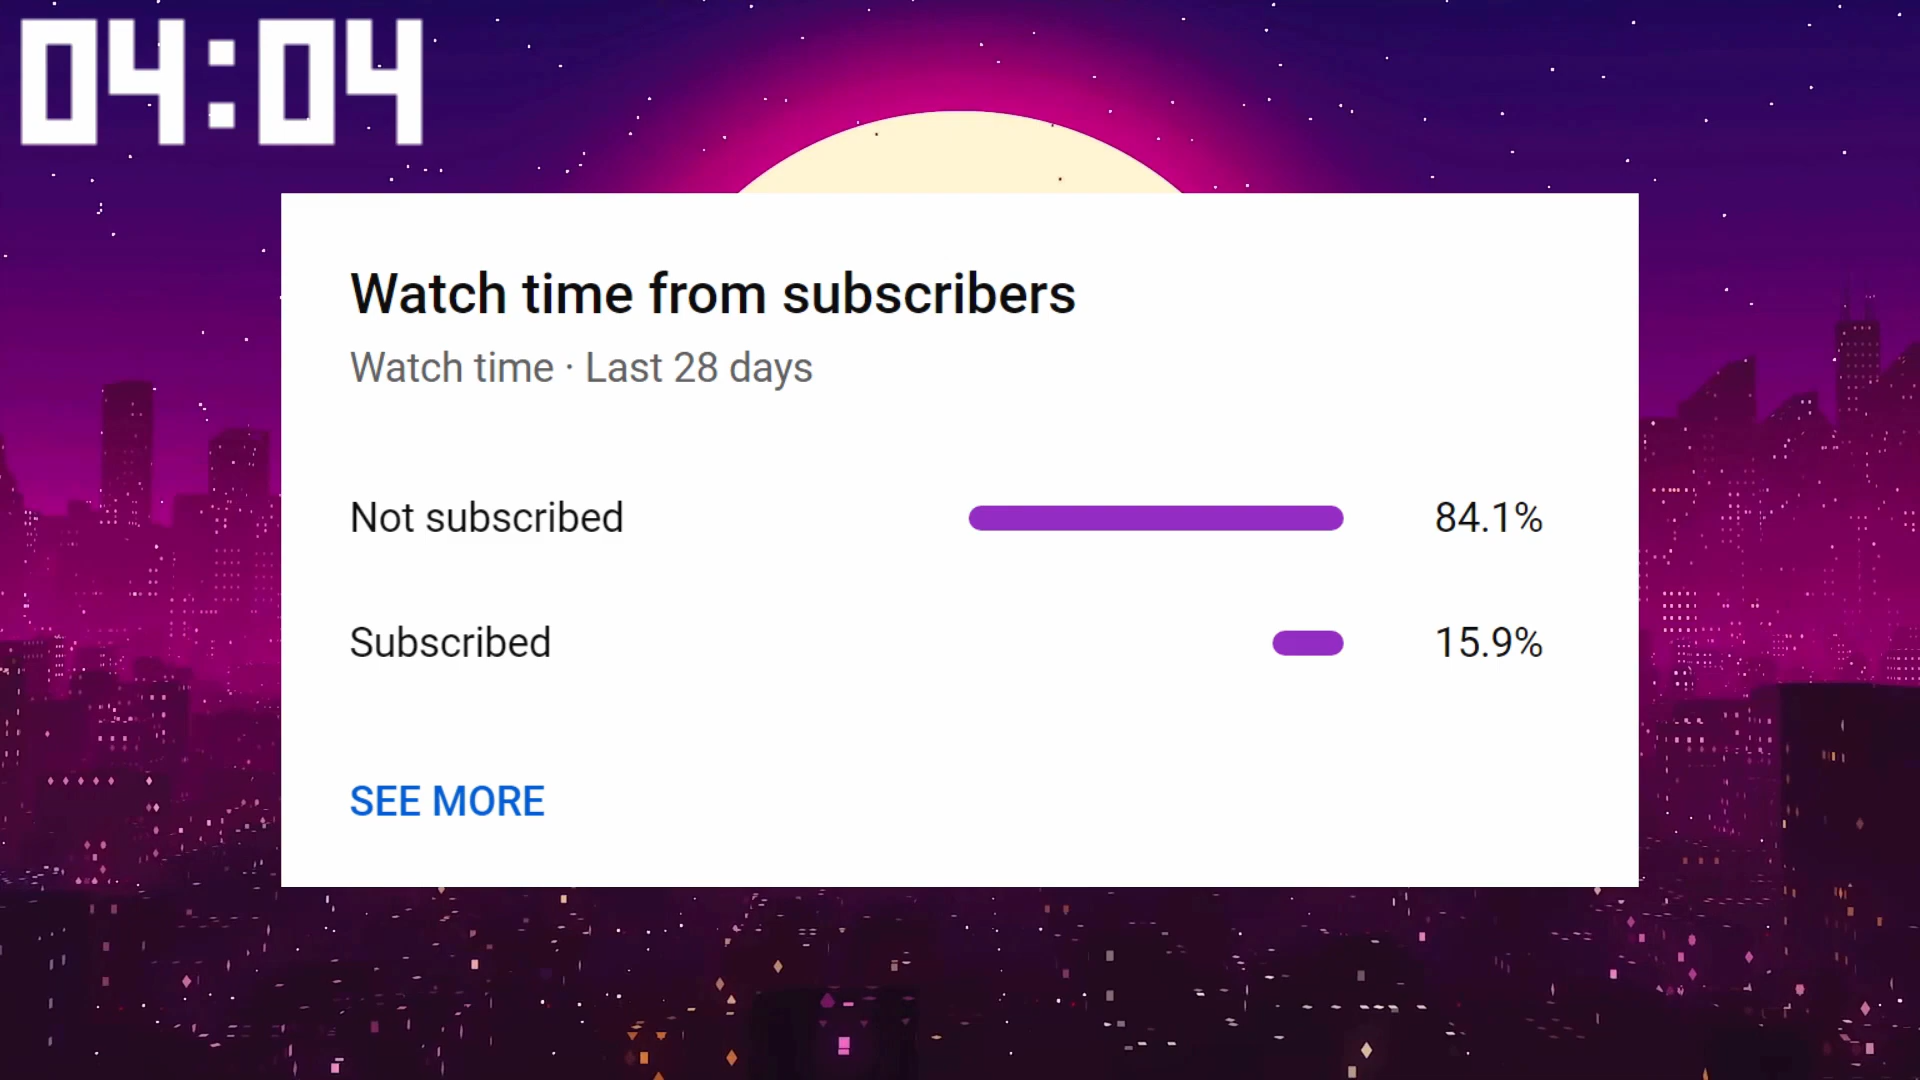 04:04
Watch time from subscribers
Watch time · Last 28 days
Not subscribed 84.1%
Subscribed 15.9%
SEE MORE